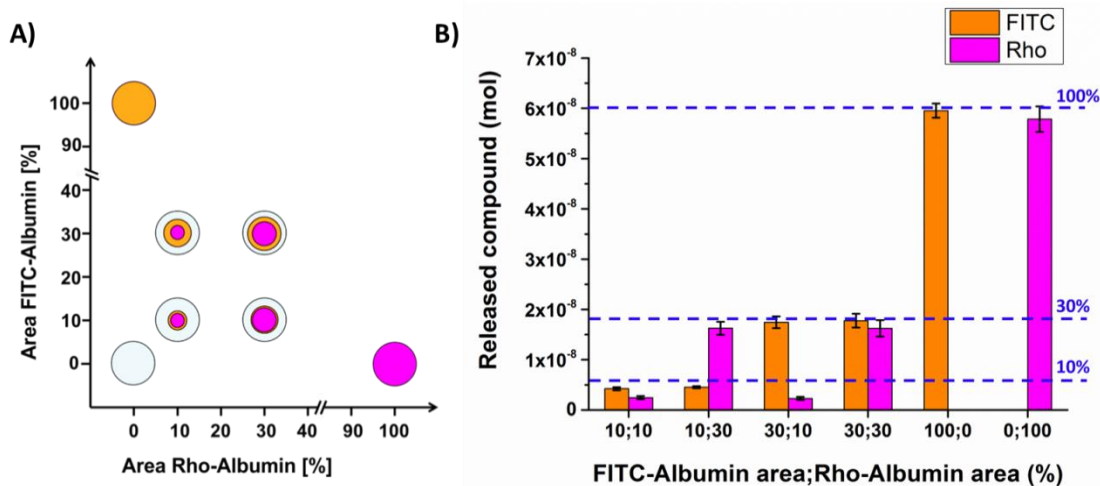 A)
Area FITC-Albumin [%]
100
90
40
30
20
10
0
0 10 20 30 40 90 100
Area Rho-Albumin [%]
B)
FITC
Rho
Released compound (mol)
7x10⁻⁸
6x10⁻⁸
5x10⁻⁸
4x10⁻⁸
3x10⁻⁸
2x10⁻⁸
1x10⁻⁸
0
100%
30%
10%
10;10 10;30 30;10 30;30 100;0 0;100
FITC-Albumin area;Rho-Albumin area (%)